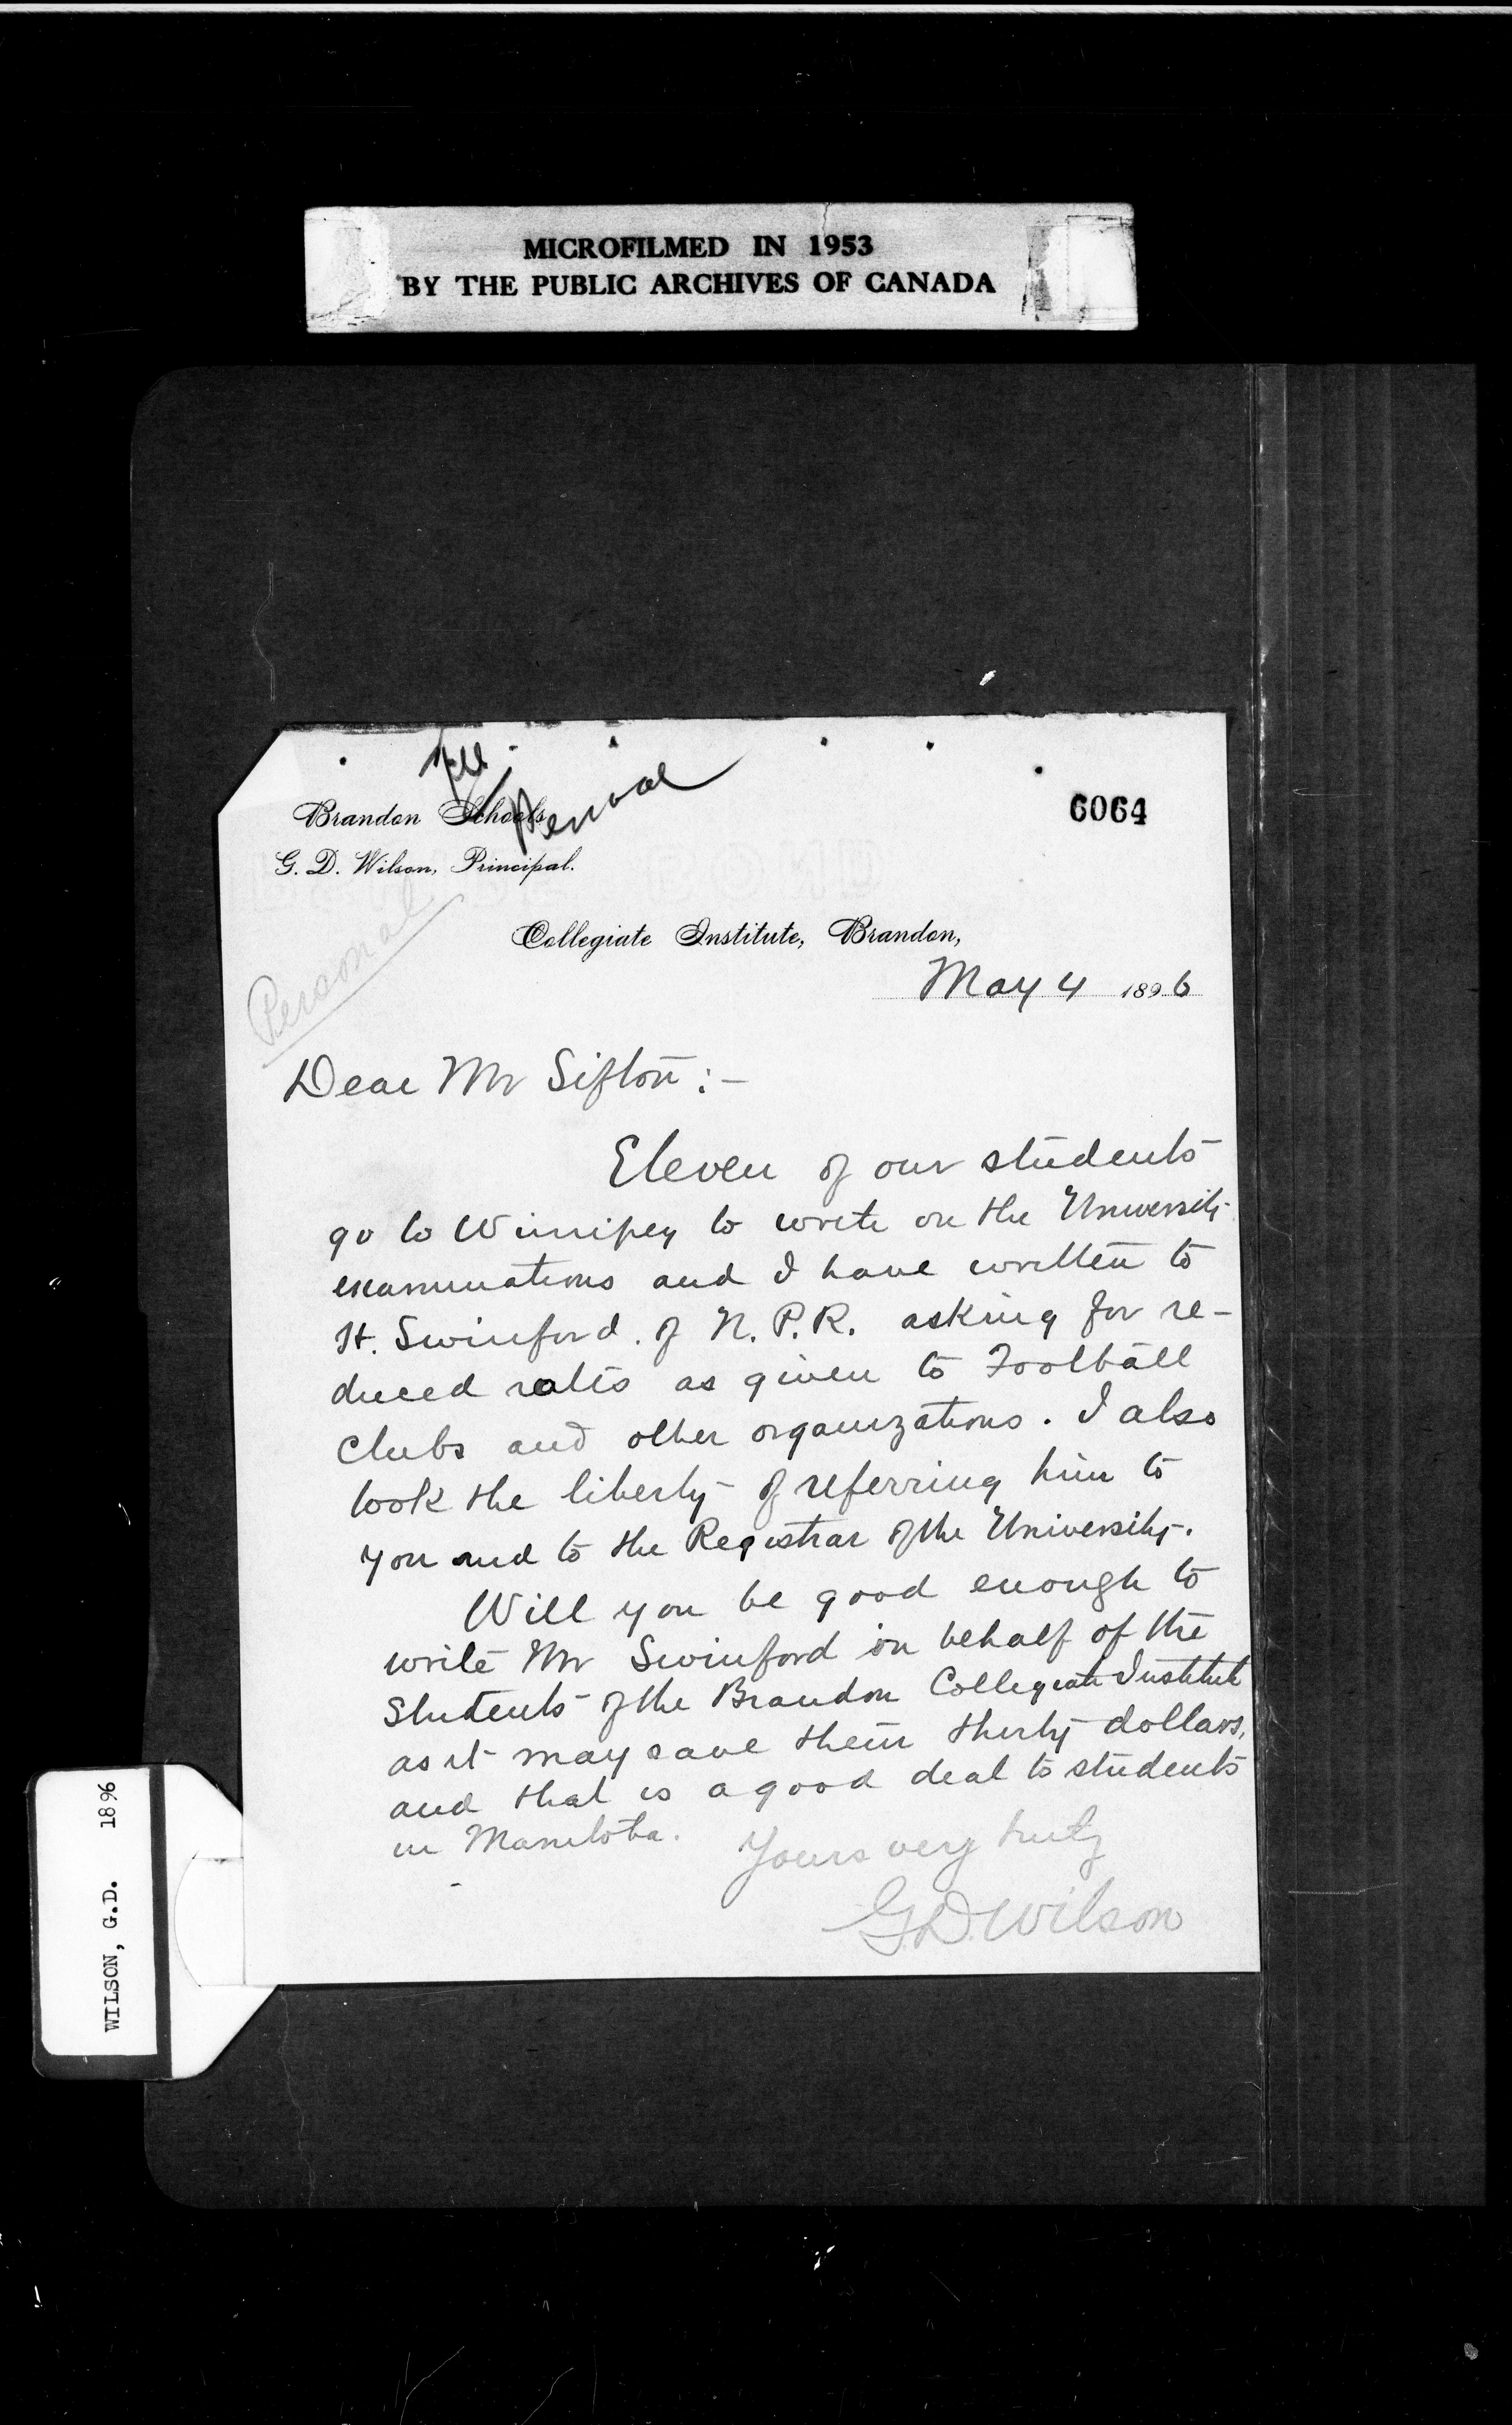 MICROFILMED IN 1953
BY THE PUBLIC ARCHIVES OF CANADA
Personal
6064
Brandon Schools
G. D. Wilson, Principal.
Personal
Collegiate Institute, Brandon,
May 4 1896
Dear Mr Sifton:-
Eleven of our students
go to Winnipeg to write on the University
examinations and I have written to
H. Swinford. of N.P.R. asking for re-
duced rates as given to Football
Clubs and other organizations. I also
took the liberty of referring him to
you and to the Registrar of the University.
Will you be good enough to
write Mr Swinford on behalf of the
Students of the Brandon Collegiate Institute
as it may save them thirty dollars,
and that is a good deal to students
in Manitoba.
Yours very truly
G.D. Wilson
WILSON, G.D. 1896